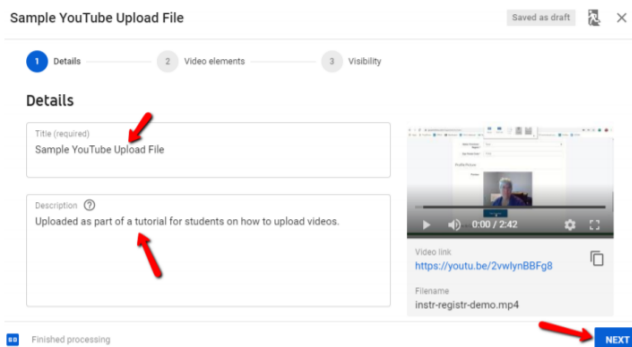 Sample YouTube Upload File
Saved as draft
1 Details
2 Video elements
3 Visibility
Details
Title (required)
Sample YouTube Upload File
Description
Uploaded as part of a tutorial for students on how to upload videos.
0:00 / 2:42
Video link
https://youtu.be/2vwlynBBFg8
Filename
instr-registr-demo.mp4
Finished processing
NEXT